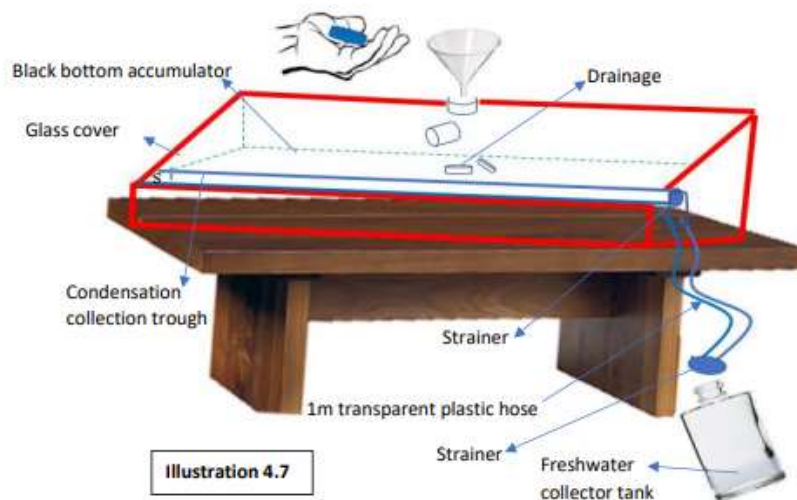 Black bottom accumulator
Drainage
Glass cover
S
Condensation
collection trough
Strainer
1m transparent plastic hose
Strainer
Freshwater
collector tank
Illustration 4.7